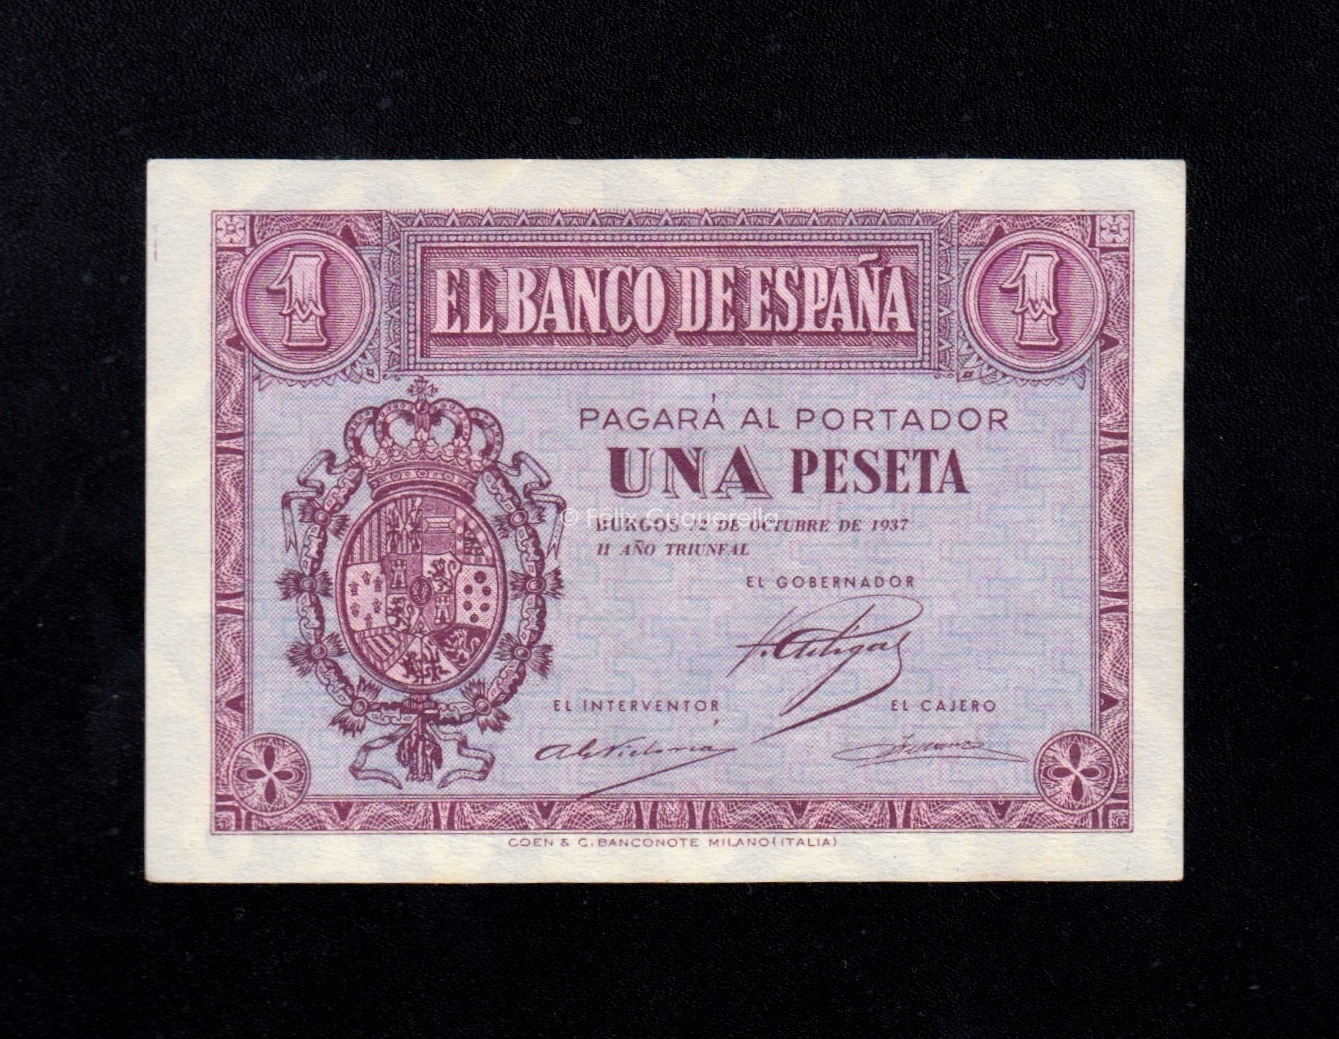 1 EL BANCO DE ESPAÑA 1
PAGARÁ AL PORTADOR
UNA PESETA
© Félix Cuquerella
BURGOS 12 DE OCTUBRE DE 1937
II AÑO TRIUNFAL
EL GOBERNADOR
EL INTERVENTOR EL CAJERO
COEN & C. BANCONOTE MILANO (ITALIA)